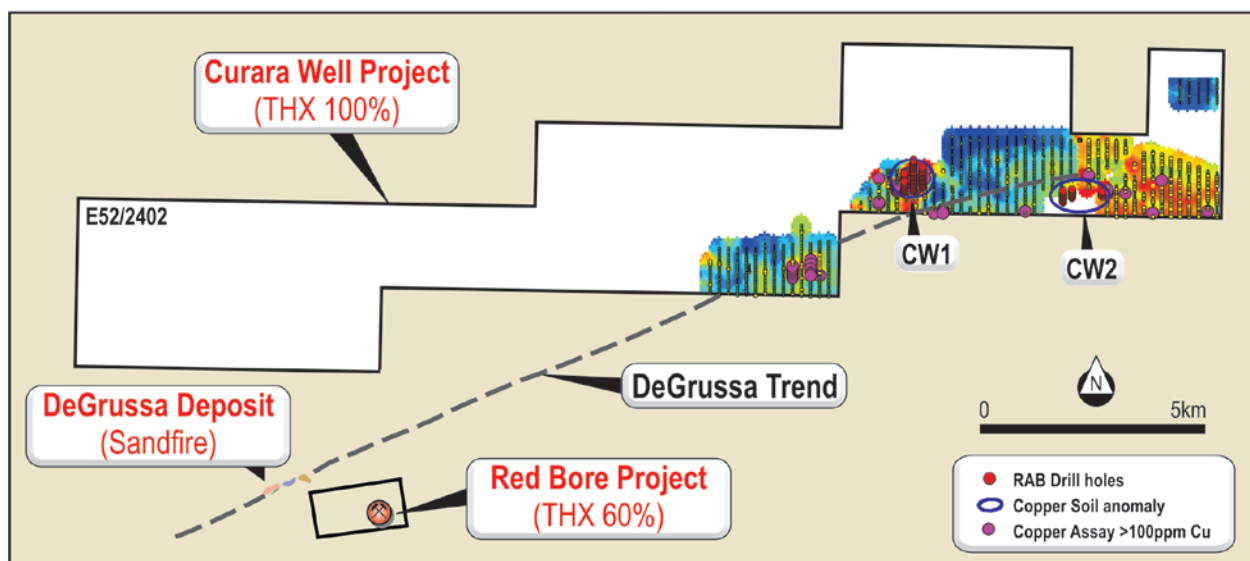 Curara Well Project
(THX 100%)
E52/2402
CW1
CW2
DeGrussa Trend
DeGrussa Deposit
(Sandfire)
Red Bore Project
(THX 60%)
N
0 5km
RAB Drill holes
Copper Soil anomaly
Copper Assay >100ppm Cu